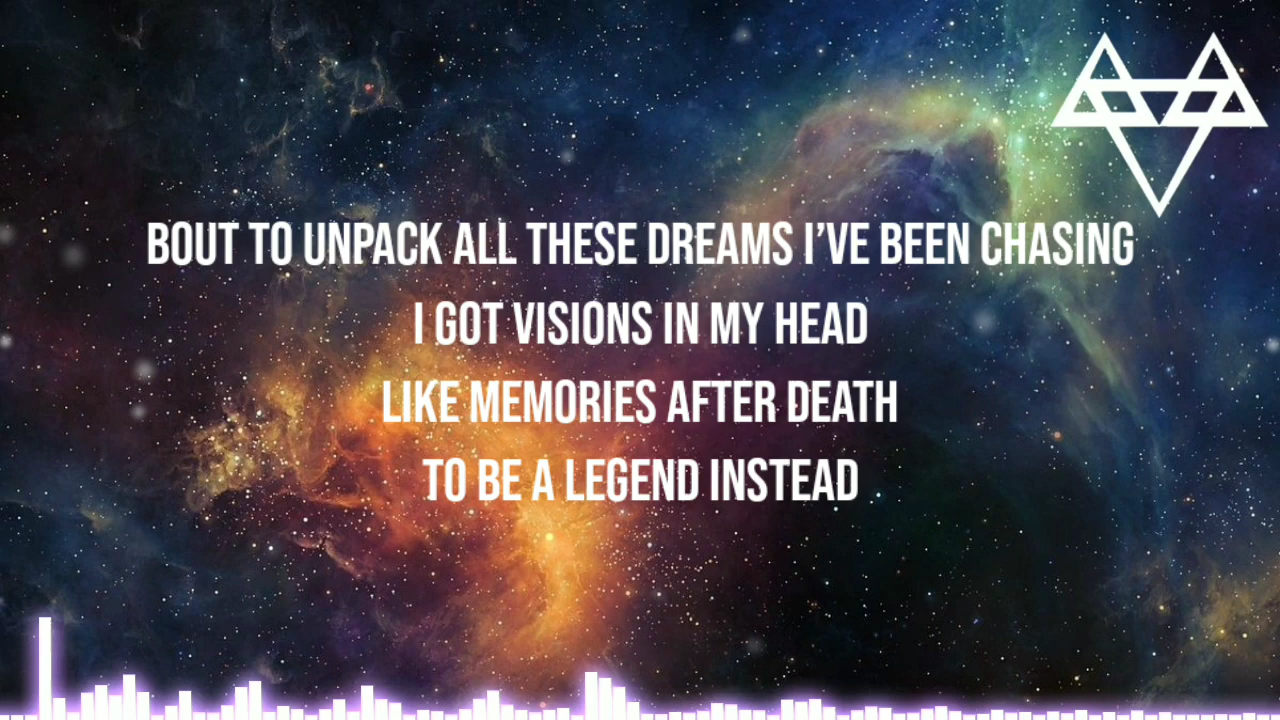 BOUT TO UNPACK ALL THESE DREAMS I'VE BEEN CHASING
I GOT VISIONS IN MY HEAD
LIKE MEMORIES AFTER DEATH
TO BE A LEGEND INSTEAD